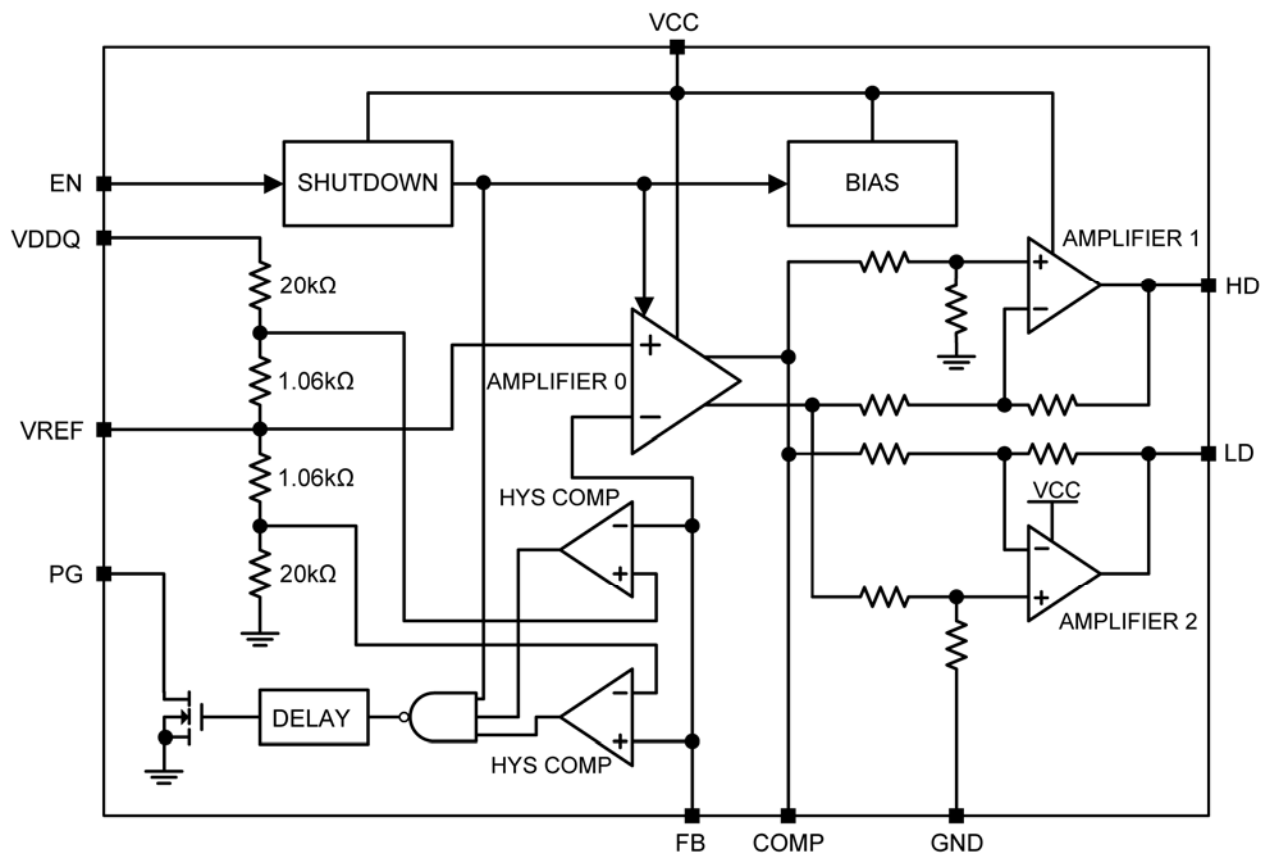 VCC
EN
SHUTDOWN
BIAS
VDDQ
AMPLIFIER 1
20kΩ
+
−
HD
1.06kΩ
+
AMPLIFIER 0
−
VREF
1.06kΩ
LD
HYS COMP
VCC
−
+
−
+
PG
20kΩ
AMPLIFIER 2
−
DELAY
+
HYS COMP
FB
COMP
GND